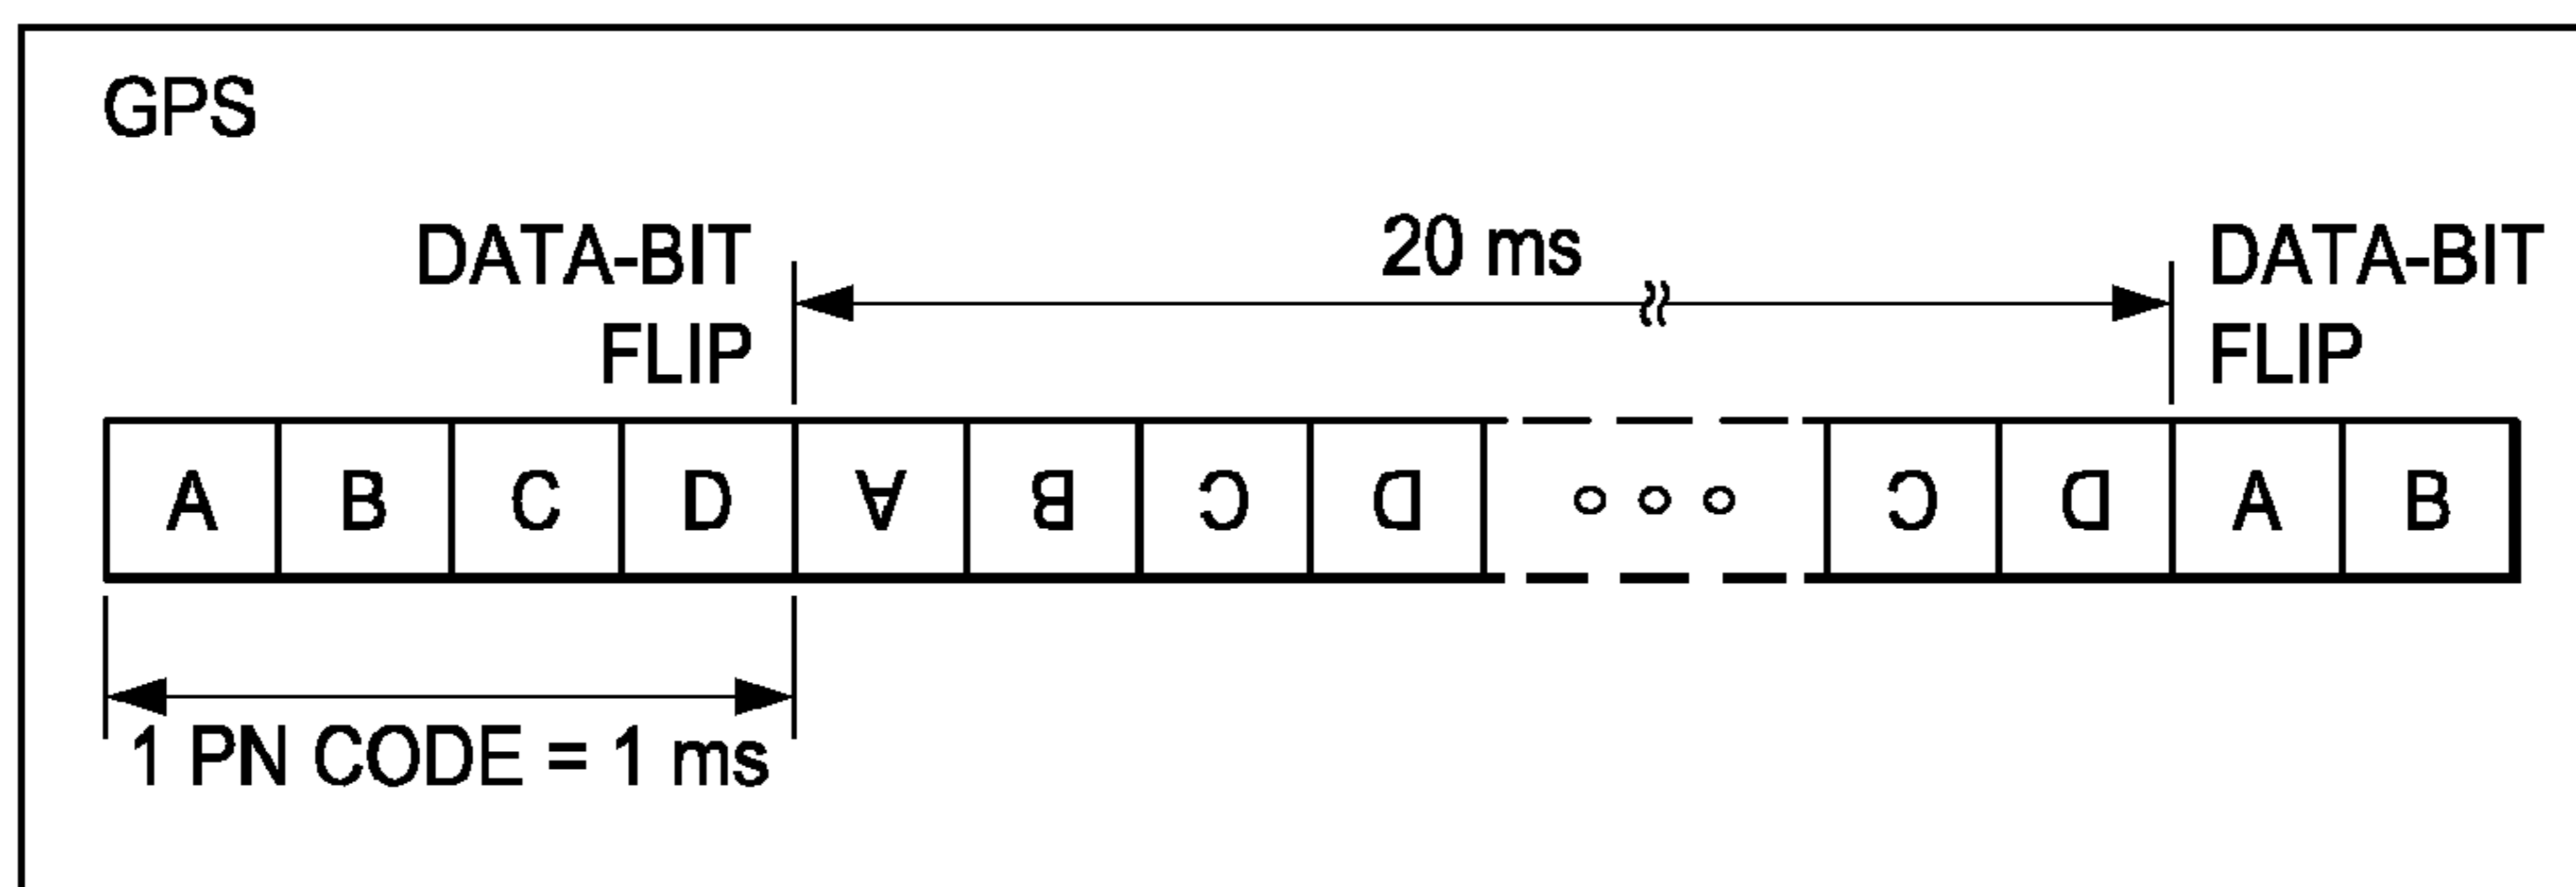 GPS
DATA-BIT
FLIP
20 ms
DATA-BIT
FLIP
A B C D A B C D C D A B
1 PN CODE = 1 ms